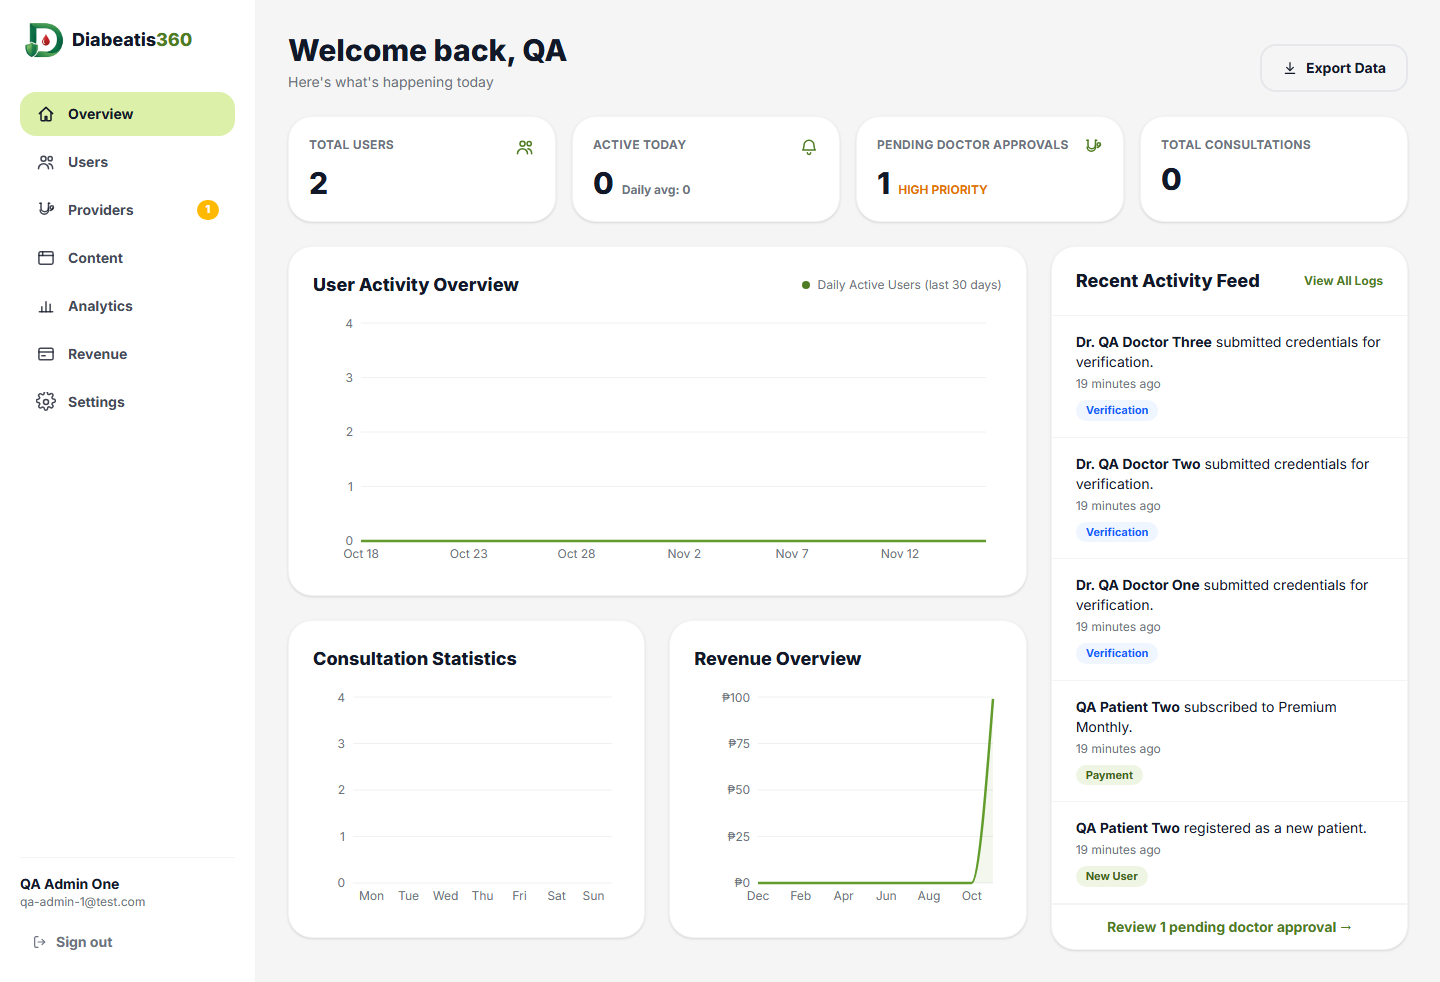 Diabeatis360
Overview
Users
Providers
1
Content
Analytics
Revenue
Settings
QA Admin One
qa-admin-1@test.com
Sign out
Welcome back, QA
Here's what's happening today
Export Data
TOTAL USERS
2
ACTIVE TODAY
0 Daily avg: 0
PENDING DOCTOR APPROVALS
1 HIGH PRIORITY
TOTAL CONSULTATIONS
0
User Activity Overview
Daily Active Users (last 30 days)
4
3
2
1
0
Oct 18 Oct 23 Oct 28 Nov 2 Nov 7 Nov 12
Consultation Statistics
4
3
2
1
0
Mon Tue Wed Thu Fri Sat Sun
Revenue Overview
₱100
₱75
₱50
₱25
₱0
Dec Feb Apr Jun Aug Oct
Recent Activity Feed
View All Logs
Dr. QA Doctor Three submitted credentials for
verification.
19 minutes ago
Verification
Dr. QA Doctor Two submitted credentials for
verification.
19 minutes ago
Verification
Dr. QA Doctor One submitted credentials for
verification.
19 minutes ago
Verification
QA Patient Two subscribed to Premium
Monthly.
19 minutes ago
Payment
QA Patient Two registered as a new patient.
19 minutes ago
New User
Review 1 pending doctor approval →